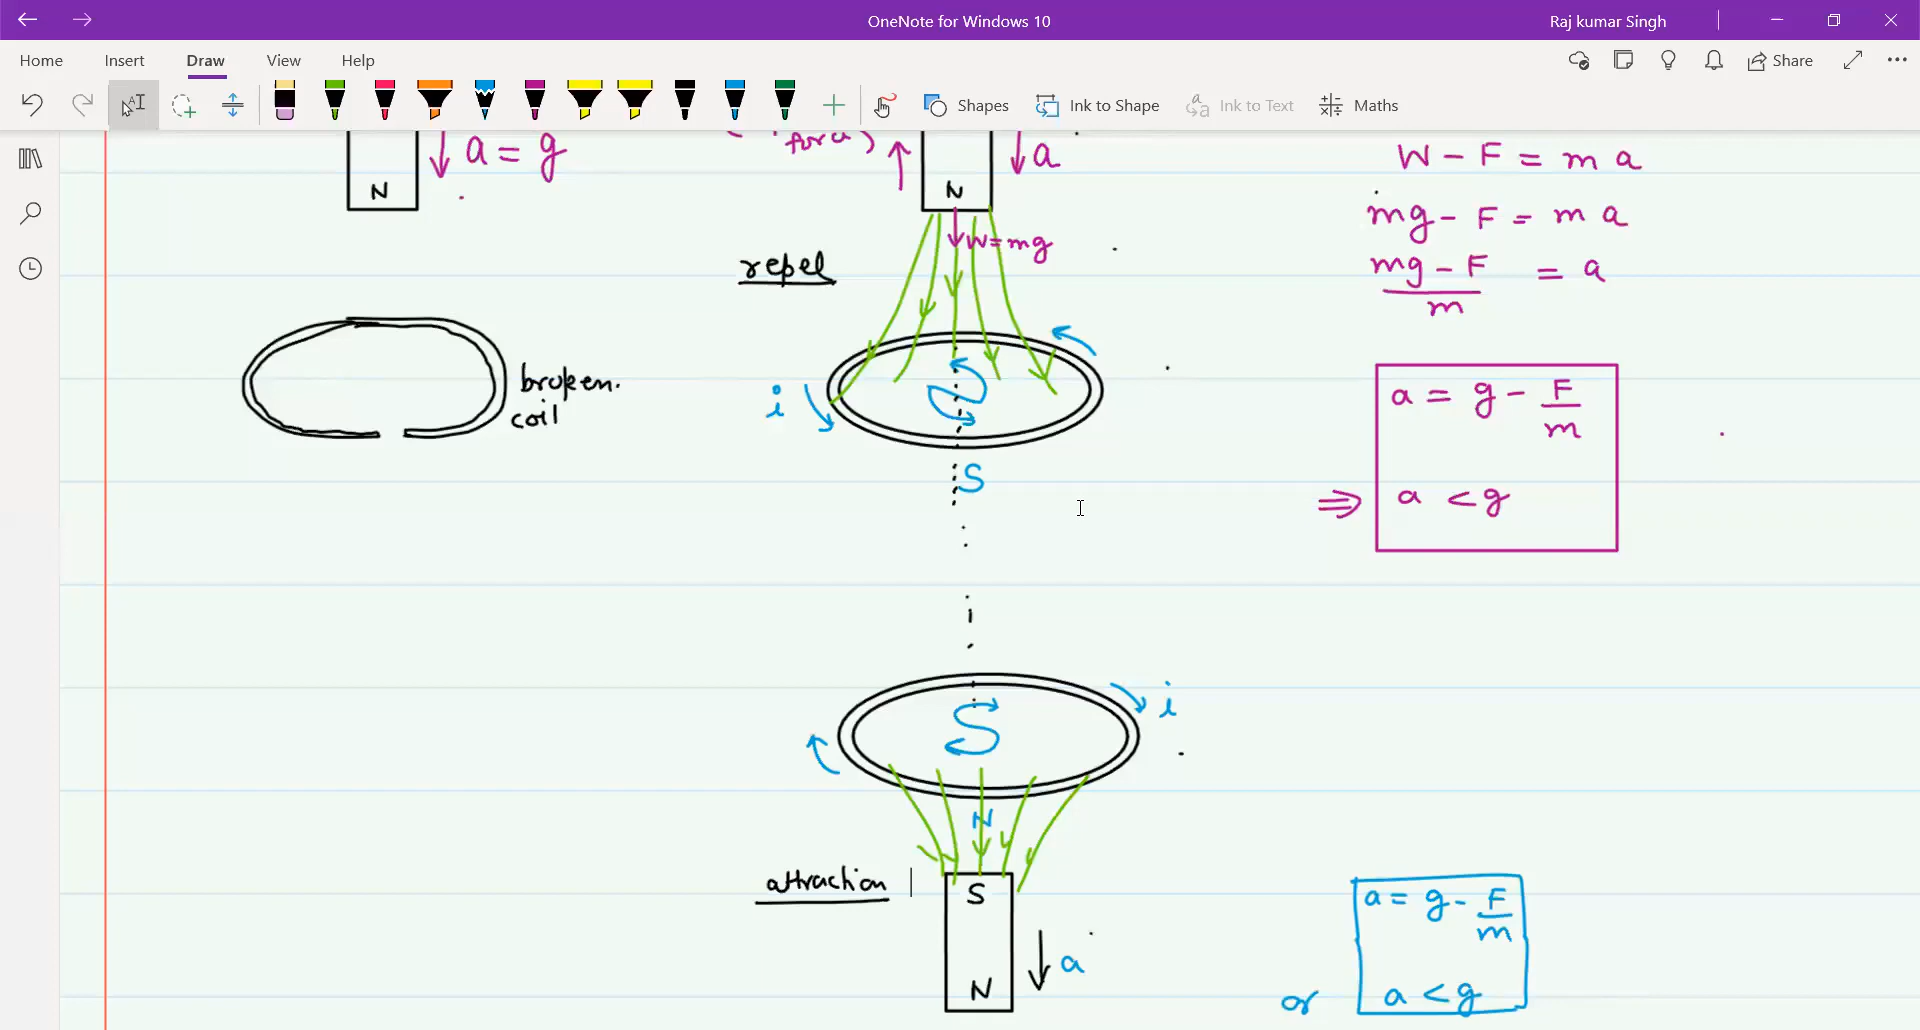 OneNote for Windows 10
Raj kumar Singh
Home Insert Draw View Help
Share
Shapes Ink to Shape Ink to Text Maths
a = g
N
force)
a
N
W = mg
repel
W - F = m a
mg - F = m a
mg - F = a
m
broken
coil
i
S
a = g - F
m
⇒ a < g
S
i
N
attraction
S
N
a
a = g - F
m
or a < g